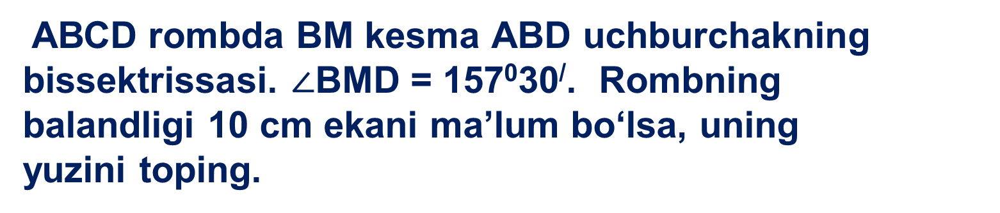 ABCD rombda BM kesma ABD uchburchakning
bissektrissasi. ∠BMD = 157⁰30/. Rombning
balandligi 10 cm ekani ma’lum bo‘lsa, uning
yuzini toping.